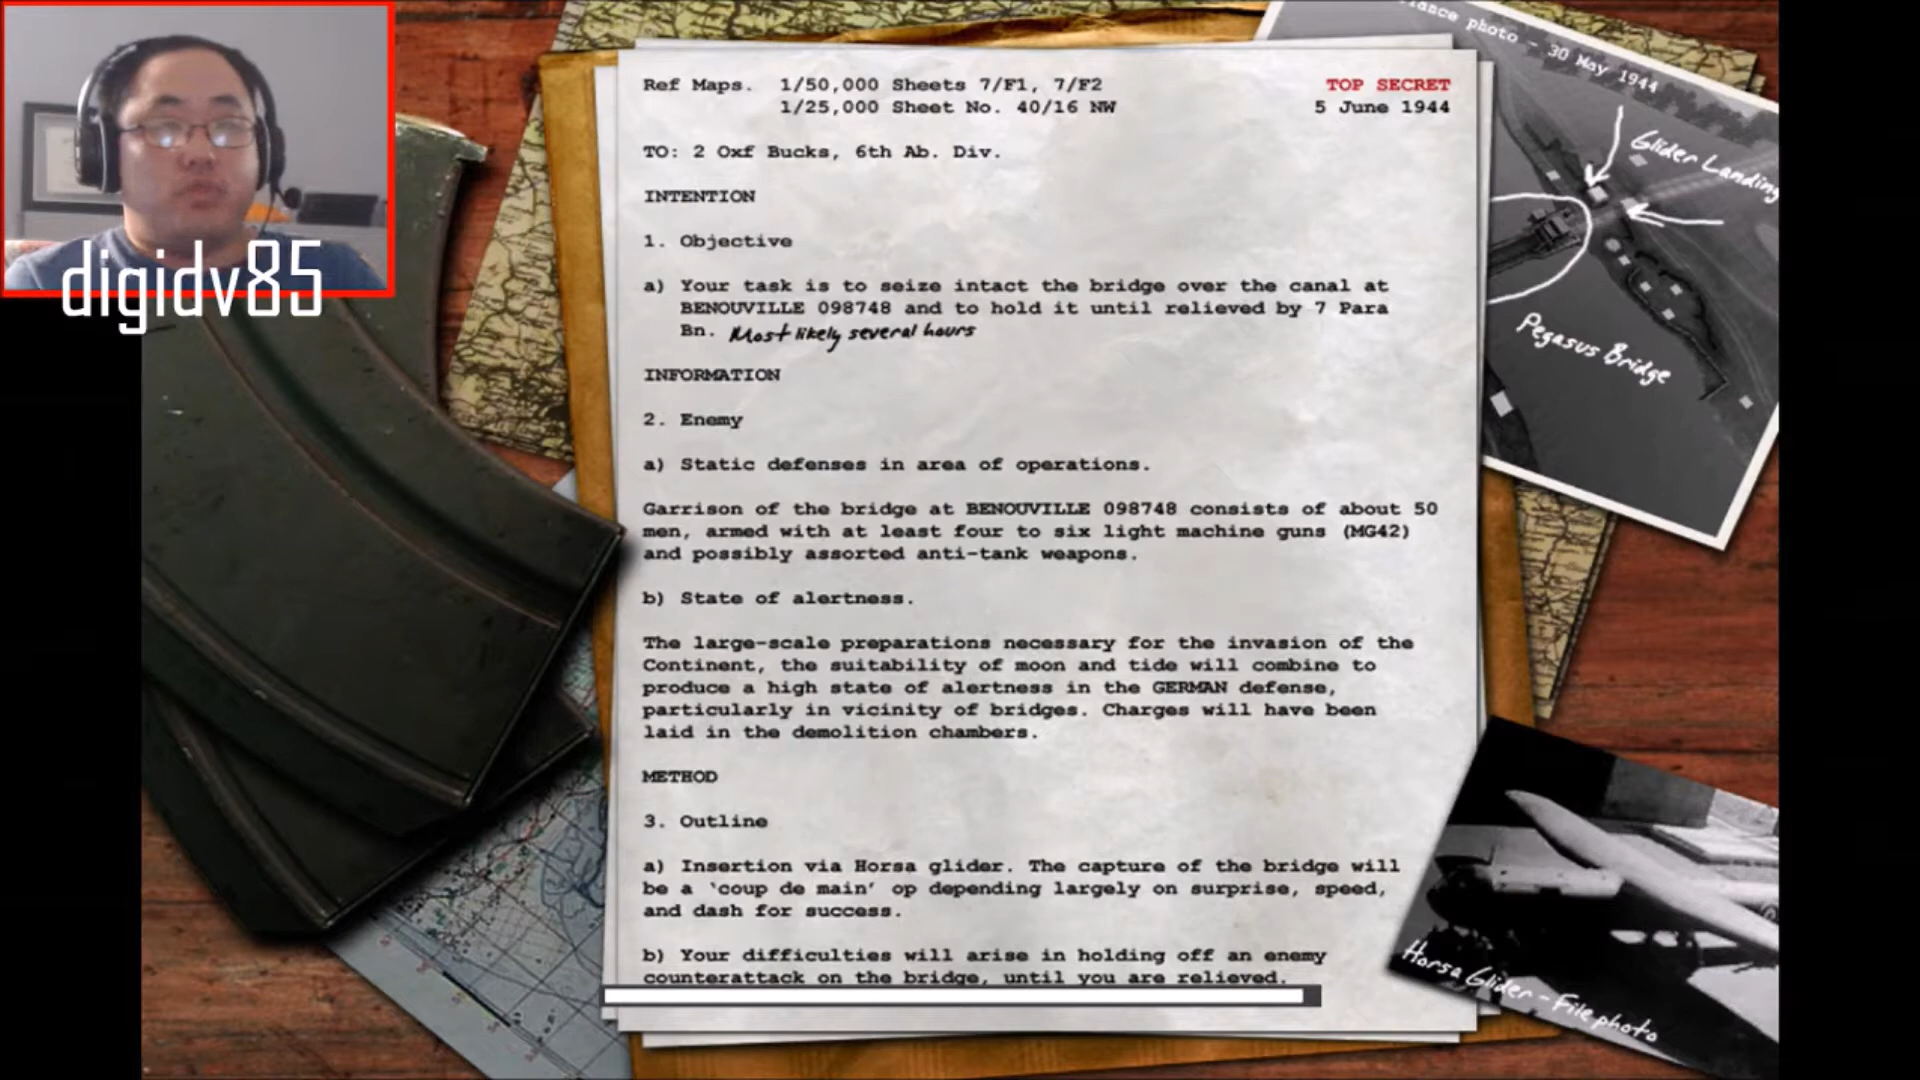 Ref Maps. 1/50,000 Sheets 7/F1, 7/F2
1/25,000 Sheet No. 40/16 NW
TOP SECRET
5 June 1944
TO: 2 Oxf Bucks, 6th Ab. Div.
INTENTION
1. Objective
a) Your task is to seize intact the bridge over the canal at
BENOUVILLE 098748 and to hold it until relieved by 7 Para
Bn. Most likely several hours
INFORMATION
2. Enemy
a) Static defenses in area of operations.
Garrison of the bridge at BENOUVILLE 098748 consists of about 50
men, armed with at least four to six light machine guns (MG42)
and possibly assorted anti-tank weapons.
b) State of alertness.
The large-scale preparations necessary for the invasion of the
Continent, the suitability of moon and tide will combine to
produce a high state of alertness in the GERMAN defense,
particularly in vicinity of bridges. Charges will have been
laid in the demolition chambers.
METHOD
3. Outline
a) Insertion via Horsa glider. The capture of the bridge will
be a 'coup de main' op depending largely on surprise, speed,
and dash for success.
b) Your difficulties will arise in holding off an enemy
counterattack on the bridge, until you are relieved.
digidv85
photo - 30 May 1944
Glider Landing
Pegasus Bridge
Horsa Glider - File photo